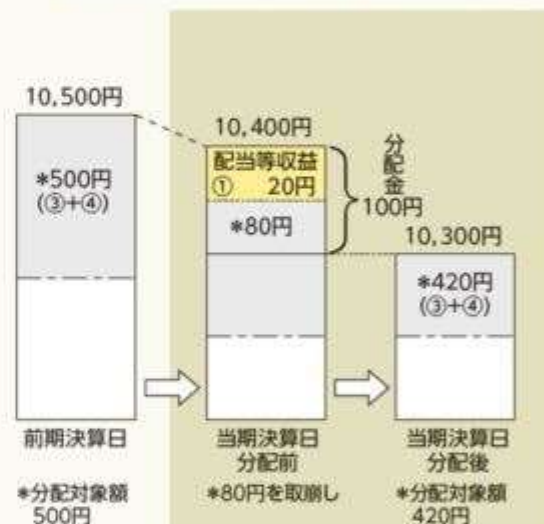 10,500円
*500円
(③+④)
前期決算日
*分配対象額
500円
10,400円
配当等収益
① 20円
*80円
分配金
100円
当期決算日
分配前
*80円を取崩し
10,300円
*420円
(③+④)
当期決算日
分配後
*分配対象額
420円